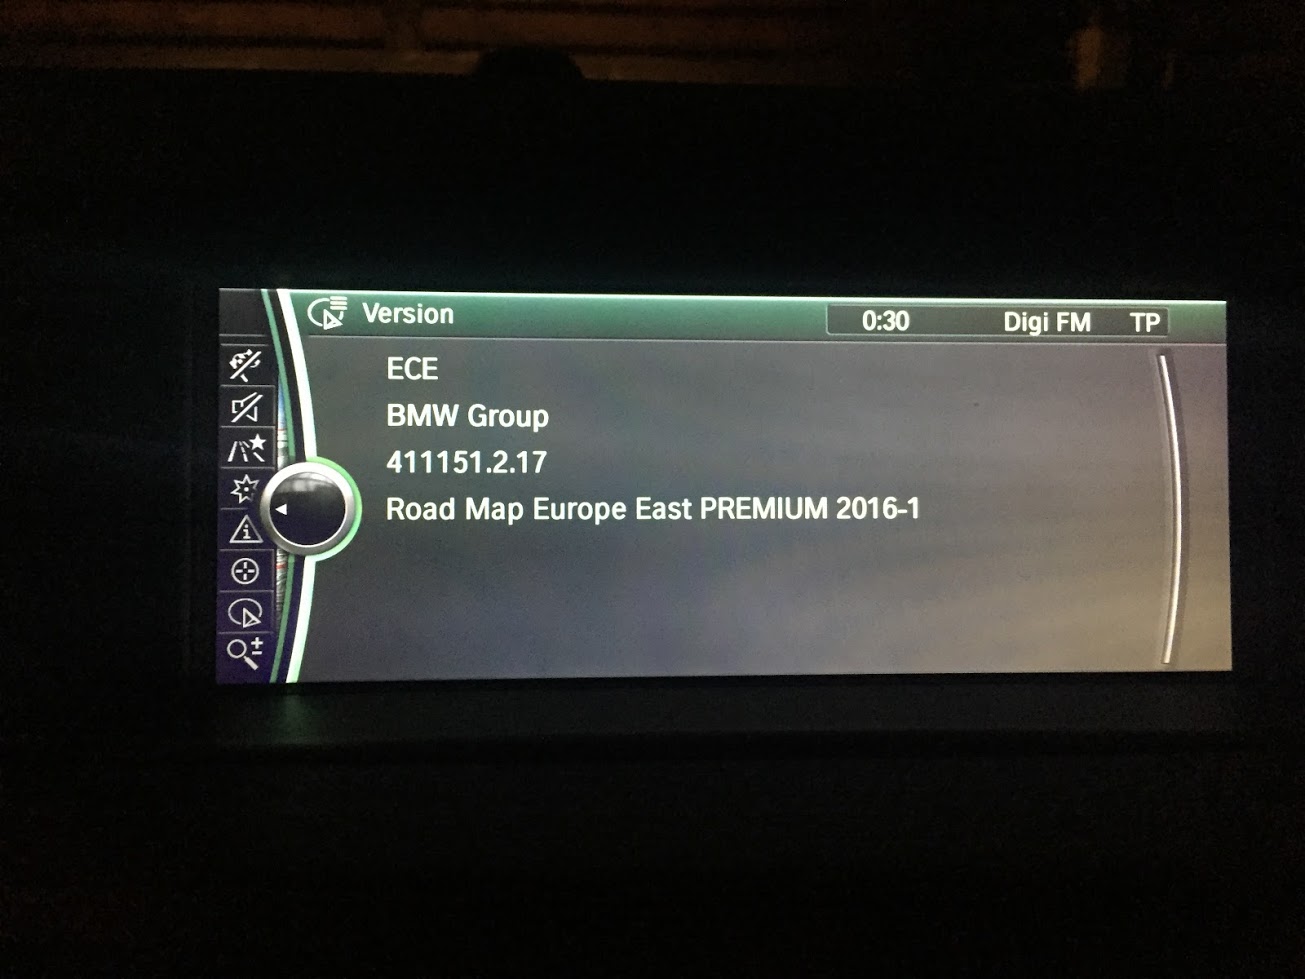 Version
0:30 Digi FM TP
ECE
BMW Group
411151.2.17
Road Map Europe East PREMIUM 2016-1